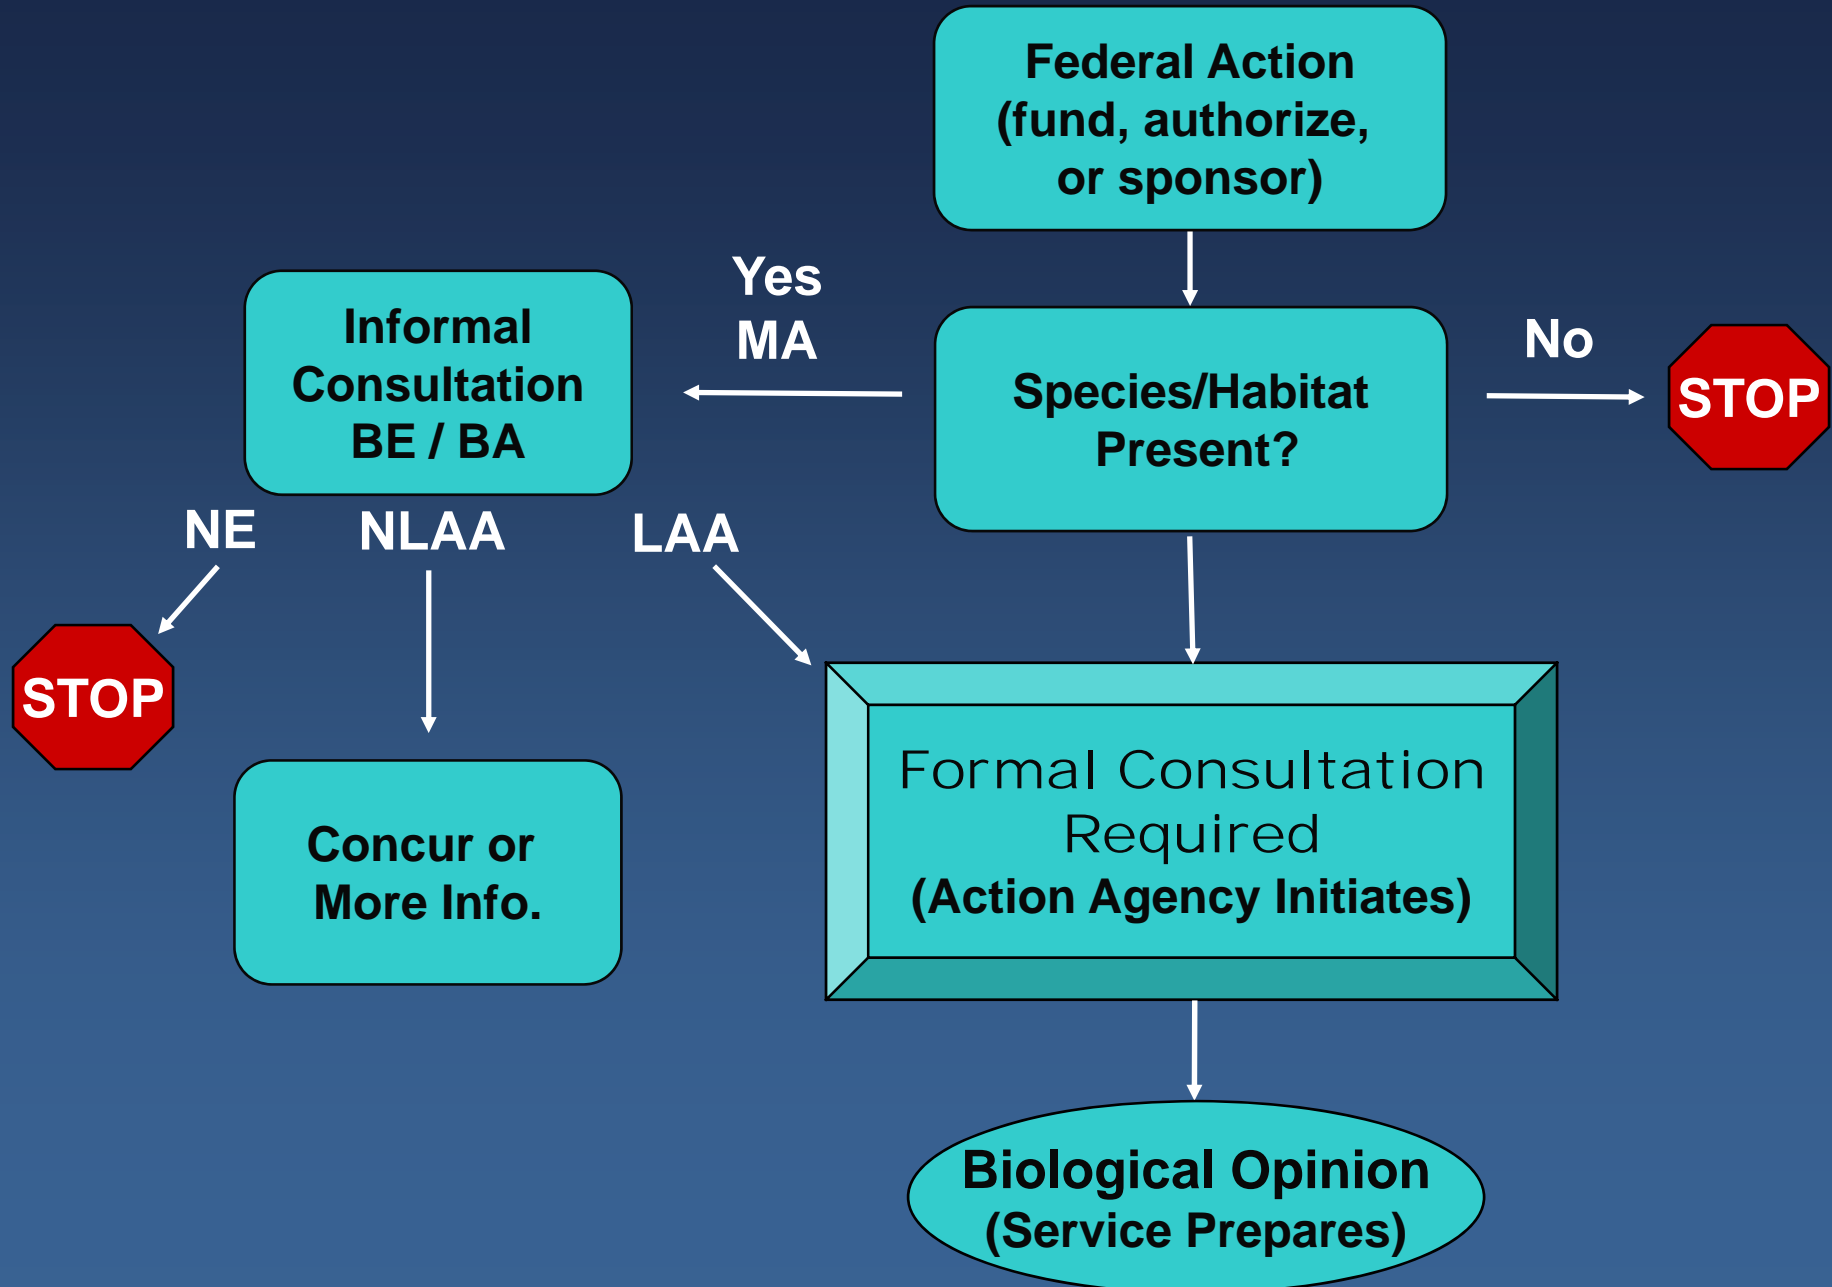 Federal Action
(fund, authorize,
or sponsor)
Yes
MA
No
Informal
Consultation
BE / BA
Species/Habitat
Present?
STOP
NE
NLAA
LAA
STOP
Concur or
More Info.
Formal Consultation
Required
(Action Agency Initiates)
Biological Opinion
(Service Prepares)